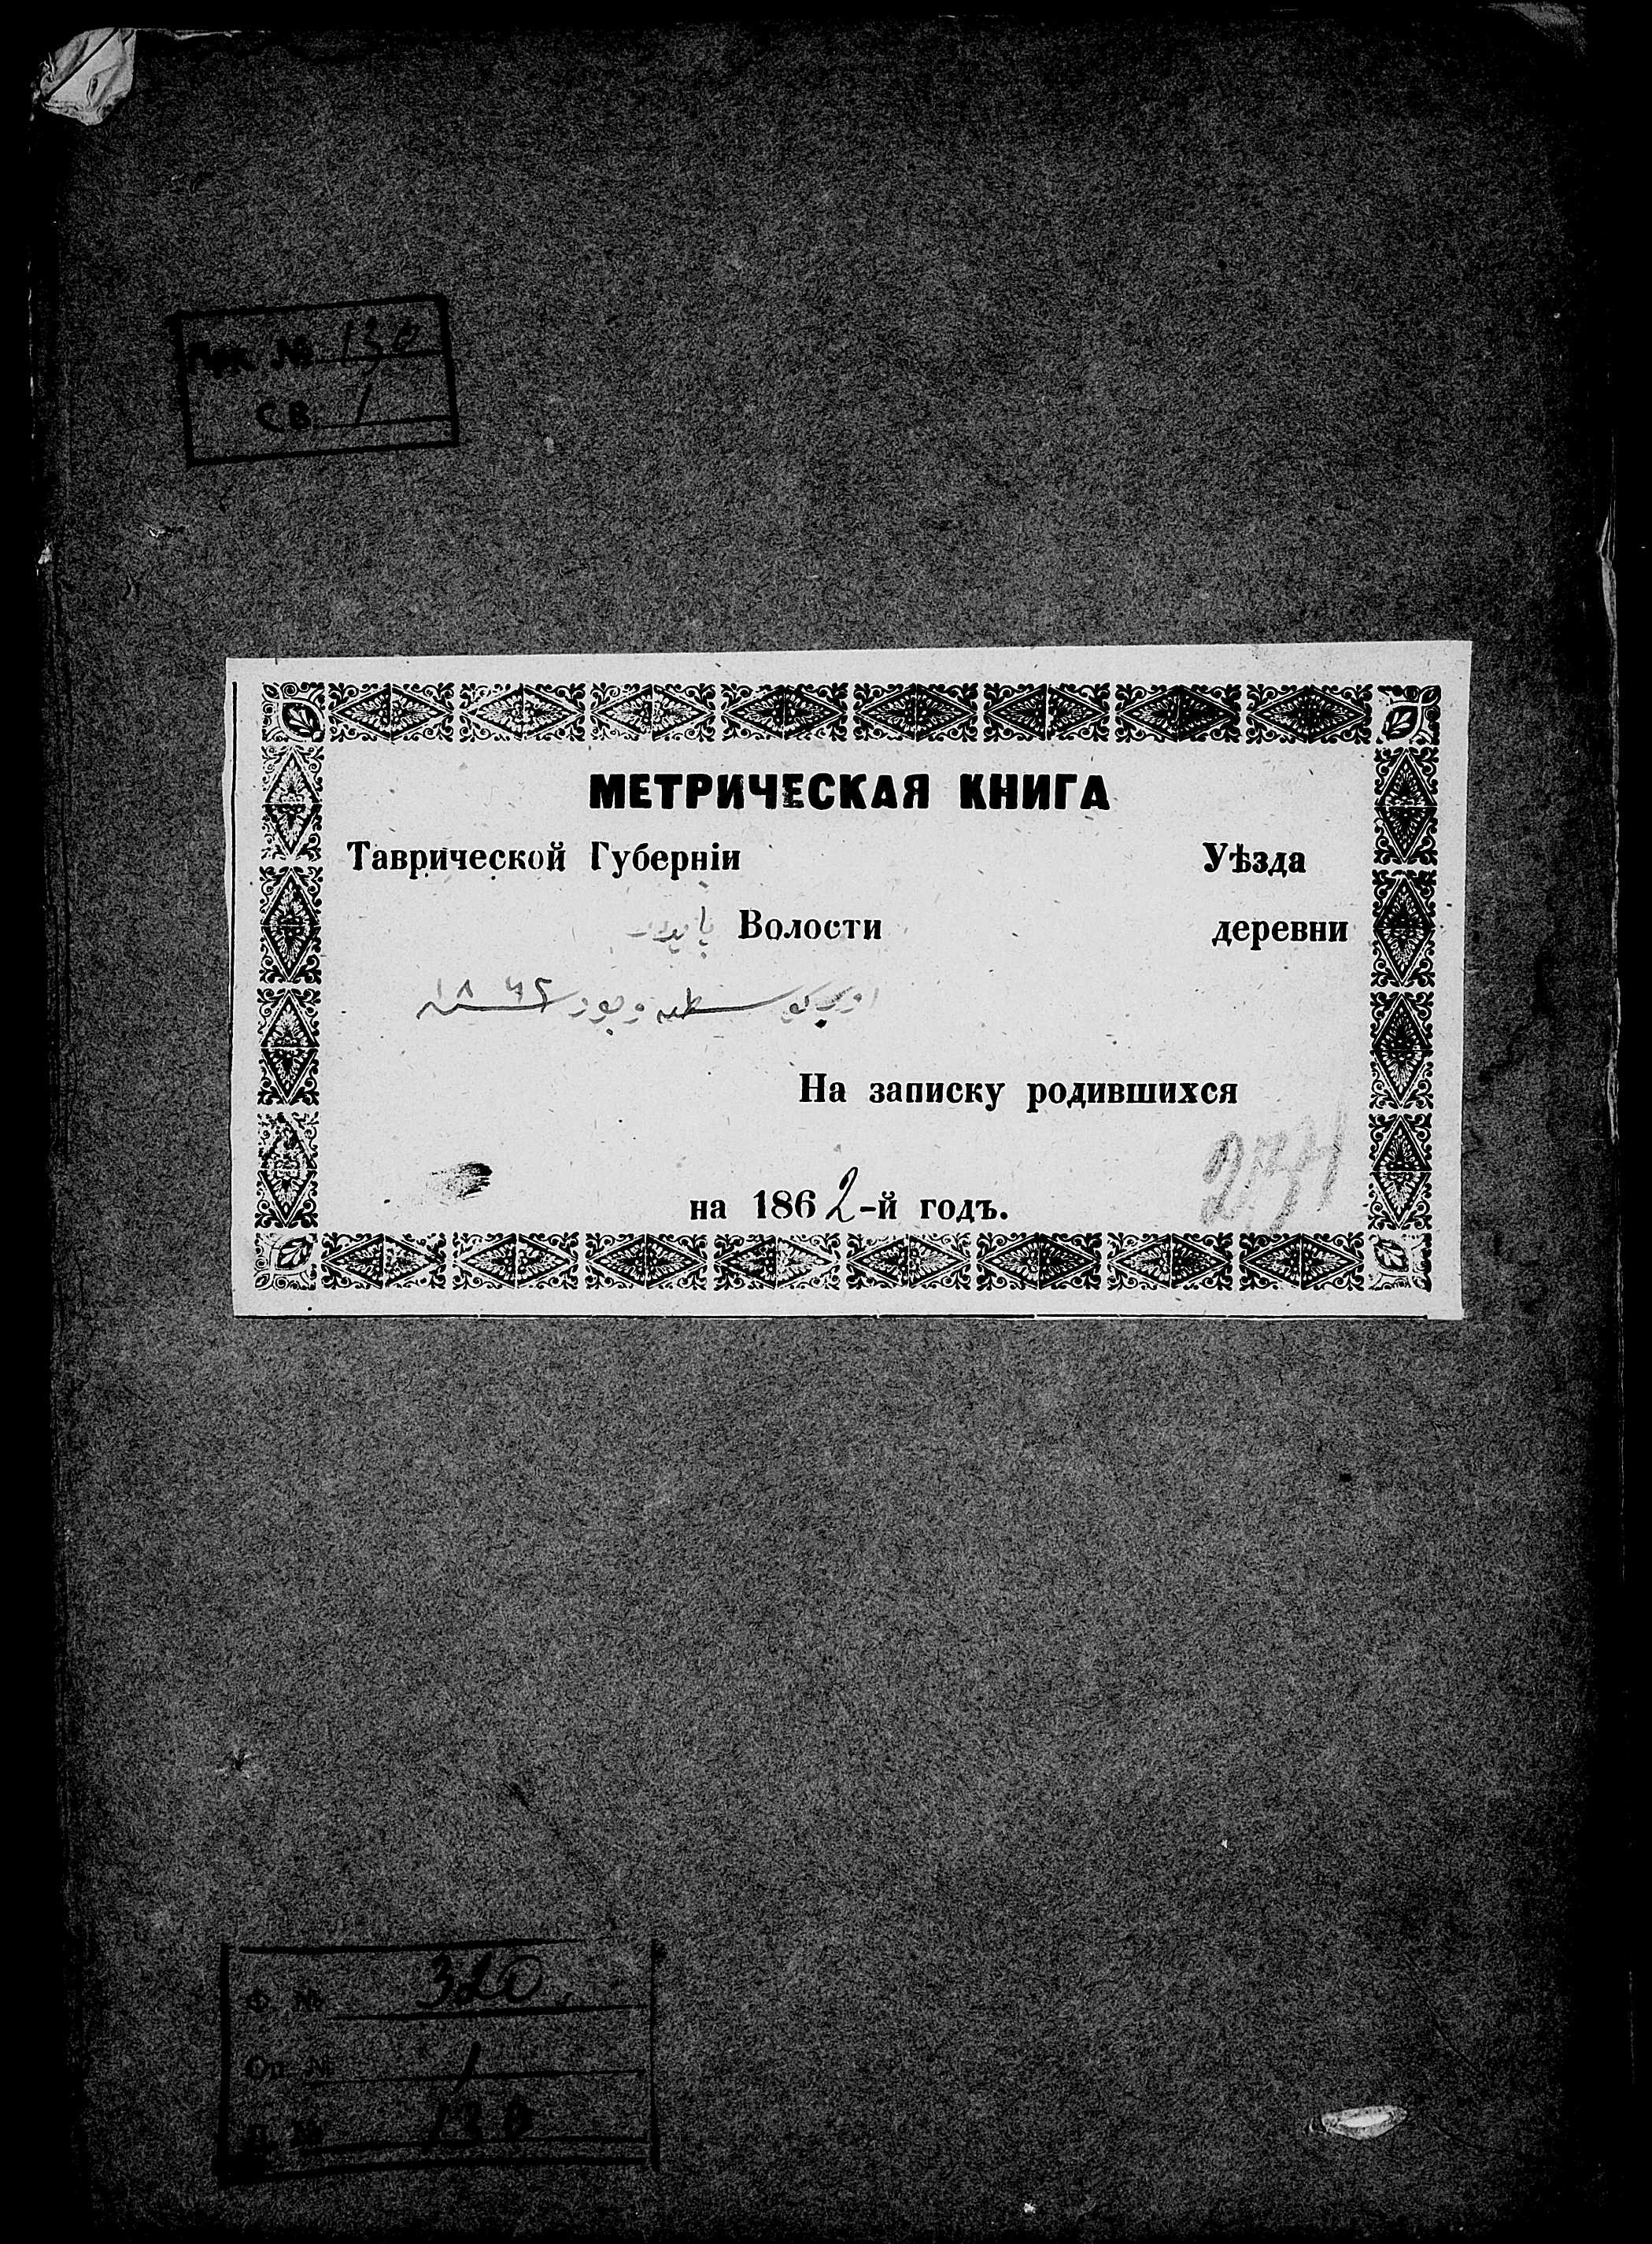 Арх. № 130
СВ. 1
МЕТРИЧЕСКАЯ КНИГА
Таврической Губерніи Уѣзда
Волости деревни
١٨٦٢
На записку родившихся
на 1862-й годъ.
Ф. № 320
Оп. № 1
Д. № 130